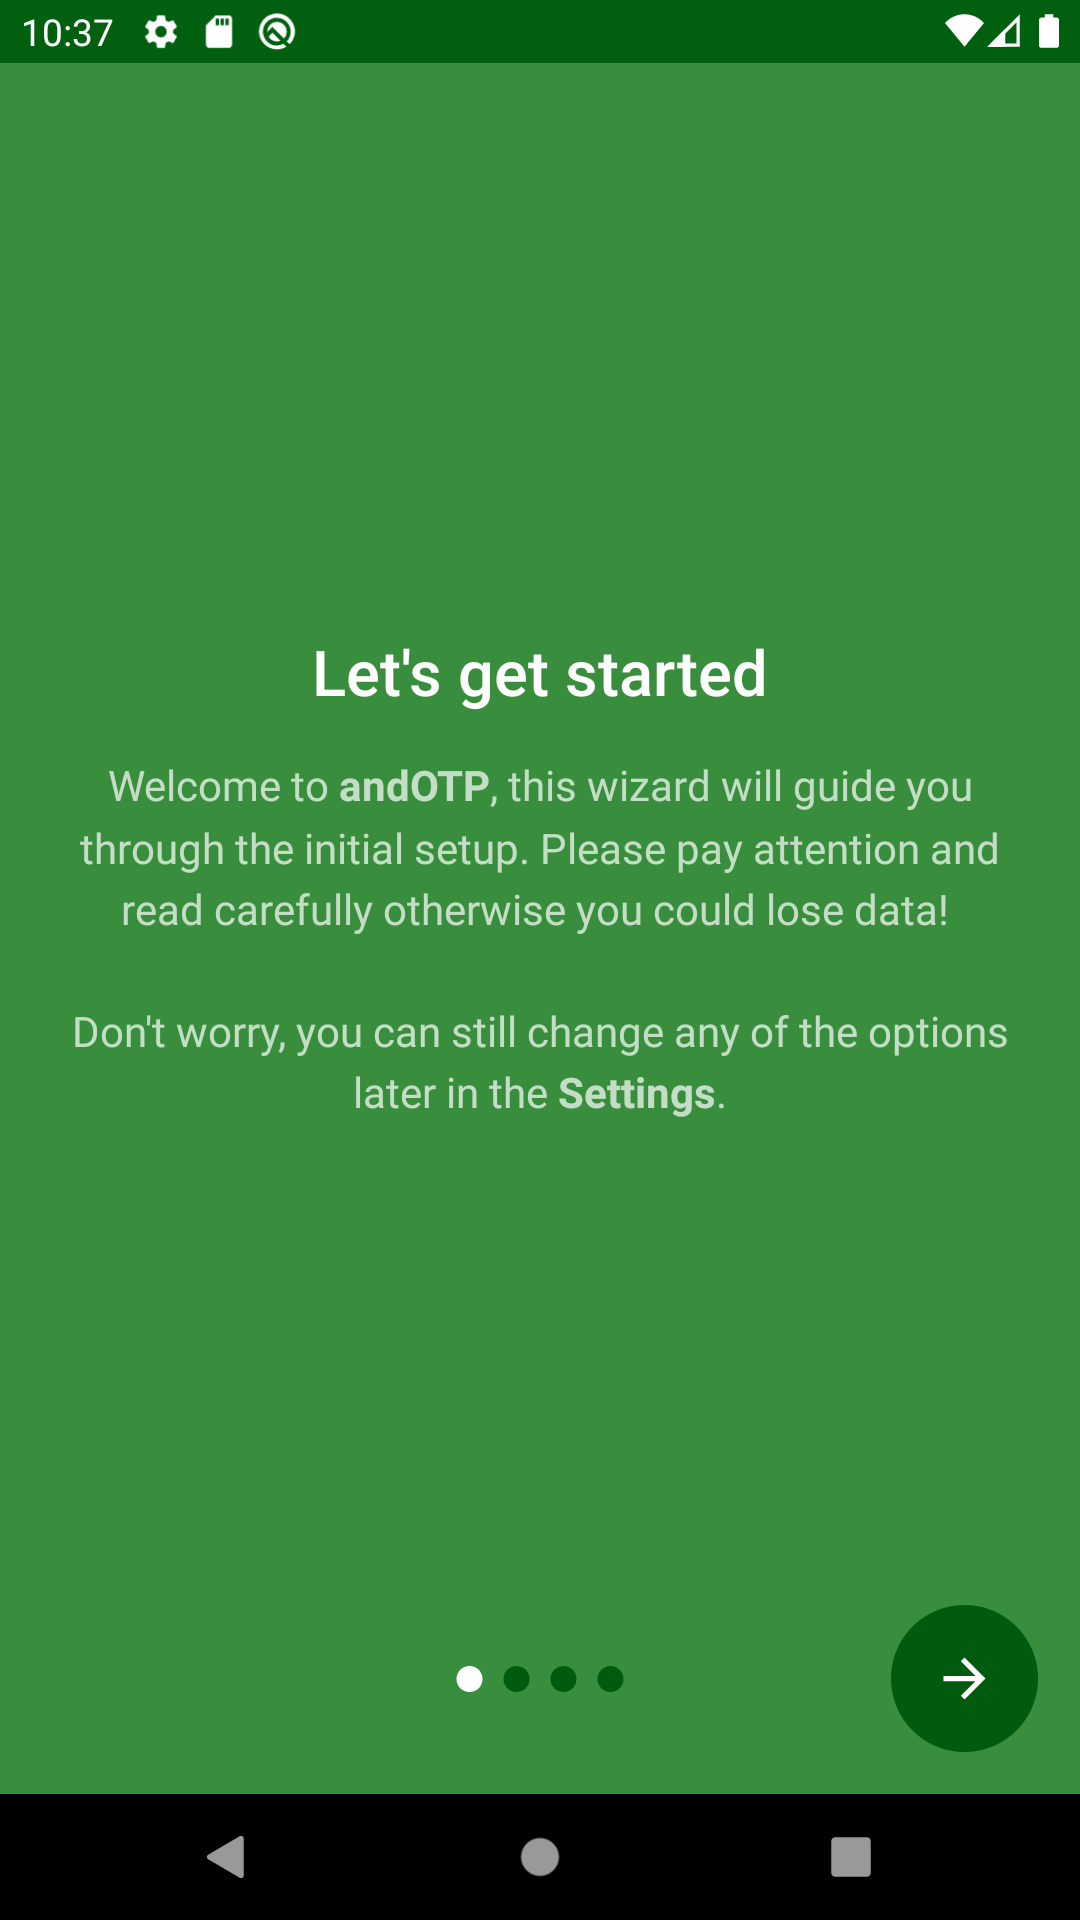 10:37
Let's get started
Welcome to andOTP, this wizard will guide you
through the initial setup. Please pay attention and
read carefully otherwise you could lose data!
Don't worry, you can still change any of the options
later in the Settings.